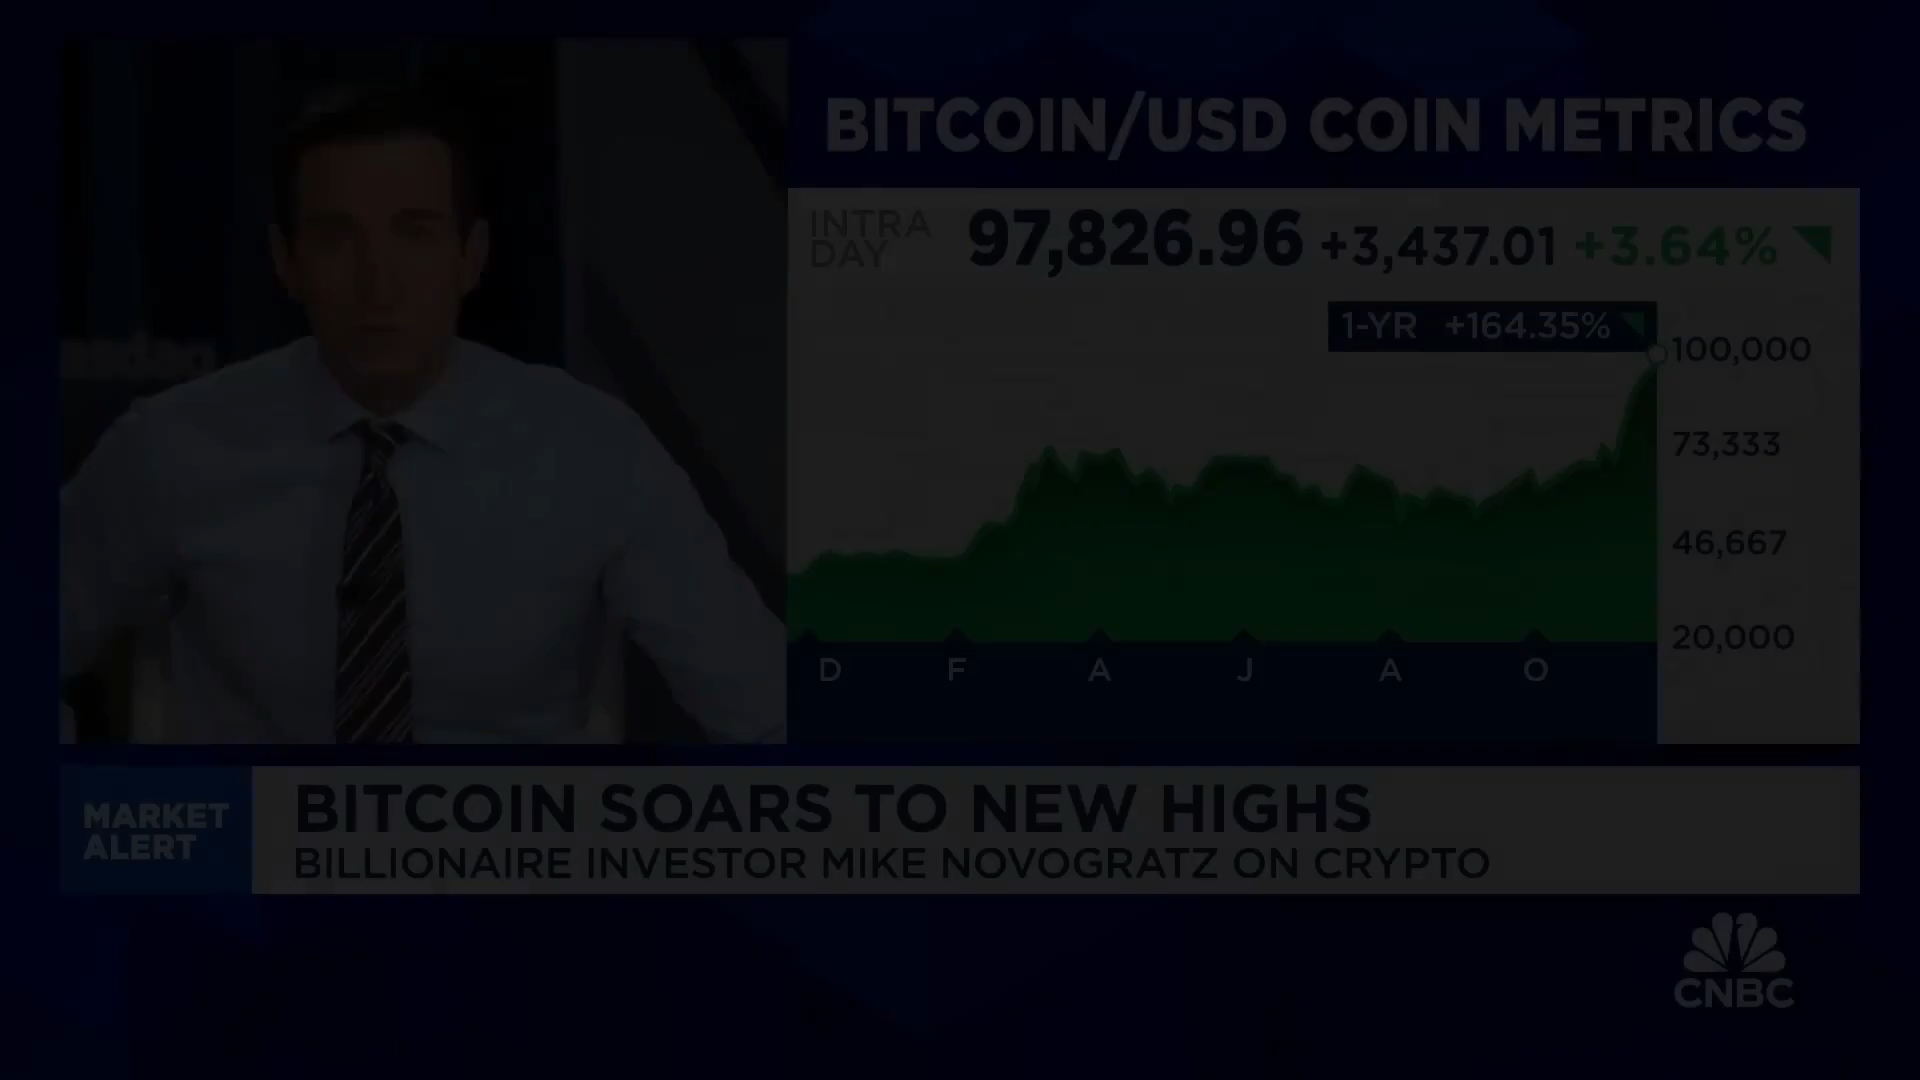 BITCOIN/USD COIN METRICS
INTRA DAY 97,826.96 +3,437.01 +3.64%
1-YR +164.35%
100,000
73,333
46,667
20,000
D F A J A O
MARKET ALERT
BITCOIN SOARS TO NEW HIGHS
BILLIONAIRE INVESTOR MIKE NOVOGRATZ ON CRYPTO
CNBC